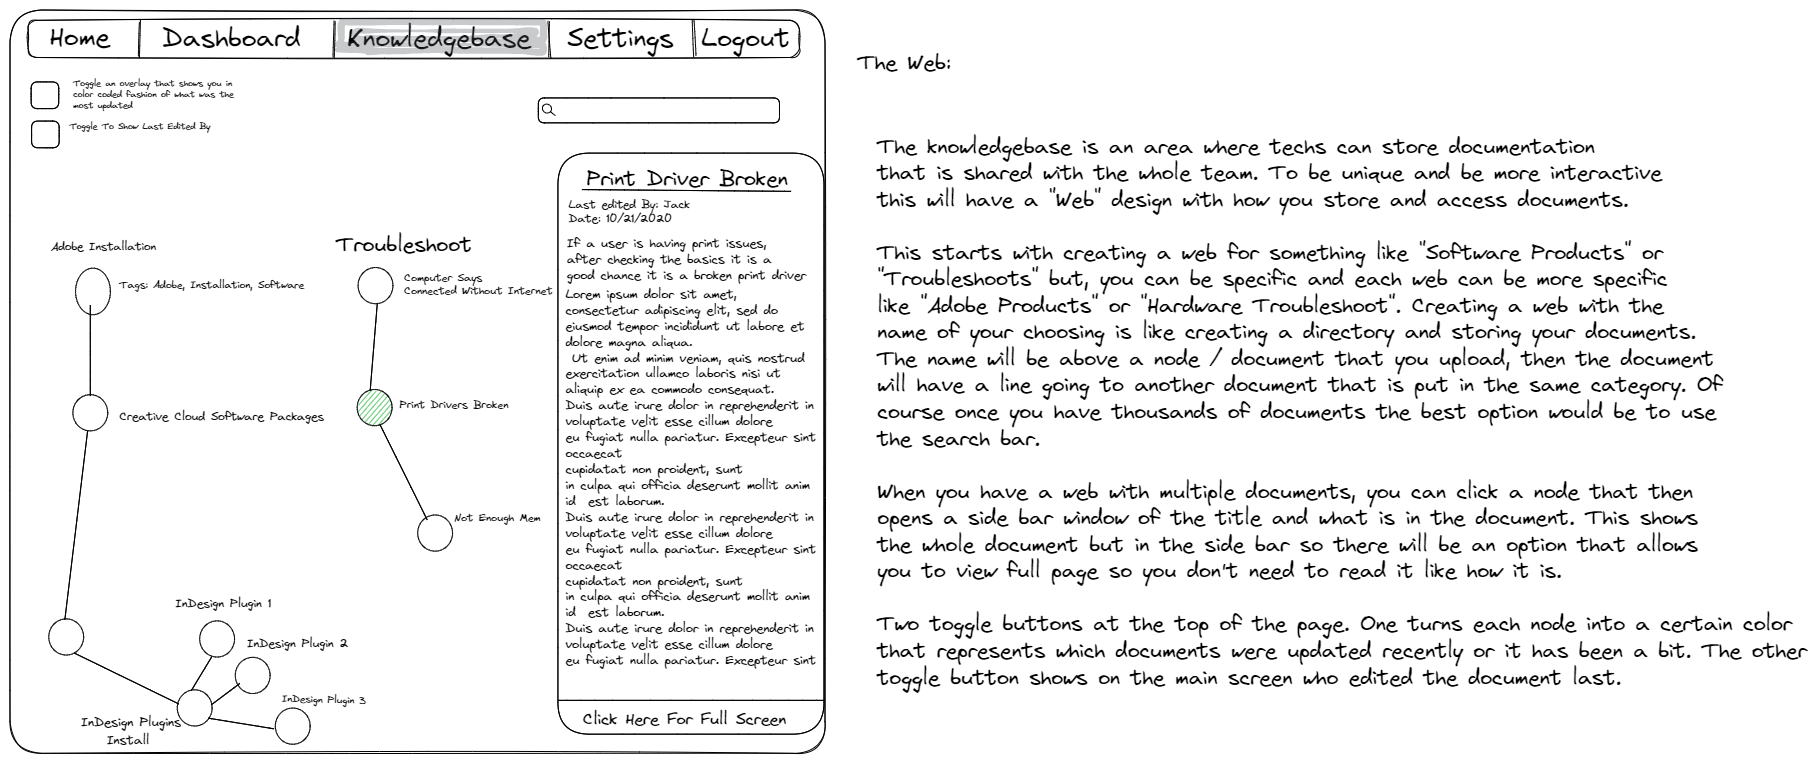 Home Dashboard Knowledgebase Settings Logout
Toggle an overlay that shows you in
color coded fashion of what was the
most updated
Toggle To Show Last Edited By
Adobe Installation
Tags: Adobe, Installation, Software
Creative Cloud Software Packages
InDesign Plugin 1
InDesign Plugin 2
InDesign Plugin 3
InDesign Plugins
Install
Troubleshoot
Computer Says
Connected Without Internet
Print Drivers Broken
Not Enough Mem
Print Driver Broken
Last edited By: Jack
Date: 10/21/2020
If a user is having print issues,
after checking the basics it is a
good chance it is a broken print driver
Lorem ipsum dolor sit amet,
consectetur adipiscing elit, sed do
eiusmod tempor incididunt ut labore et
dolore magna aliqua.
Ut enim ad minim veniam, quis nostrud
exercitation ullamco laboris nisi ut
aliquip ex ea commodo consequat.
Duis aute irure dolor in reprehenderit in
voluptate velit esse cillum dolore
eu fugiat nulla pariatur. Excepteur sint
occaecat
cupidatat non proident, sunt
in culpa qui officia deserunt mollit anim
id est laborum.
Duis aute irure dolor in reprehenderit in
voluptate velit esse cillum dolore
eu fugiat nulla pariatur. Excepteur sint
occaecat
cupidatat non proident, sunt
in culpa qui officia deserunt mollit anim
id est laborum.
Duis aute irure dolor in reprehenderit in
voluptate velit esse cillum dolore
eu fugiat nulla pariatur. Excepteur sint
Click Here For Full Screen
The Web:
The knowledgebase is an area where techs can store documentation
that is shared with the whole team. To be unique and be more interactive
this will have a "Web" design with how you store and access documents.
This starts with creating a web for something like "Software Products" or
"Troubleshoots" but, you can be specific and each web can be more specific
like "Adobe Products" or "Hardware Troubleshoot". Creating a web with the
name of your choosing is like creating a directory and storing your documents.
The name will be above a node / document that you upload, then the document
will have a line going to another document that is put in the same category. Of
course once you have thousands of documents the best option would be to use
the search bar.
When you have a web with multiple documents, you can click a node that then
opens a side bar window of the title and what is in the document. This shows
the whole document but in the side bar so there will be an option that allows
you to view full page so you don't need to read it like how it is.
Two toggle buttons at the top of the page. One turns each node into a certain color
that represents which documents were updated recently or it has been a bit. The other
toggle button shows on the main screen who edited the document last.